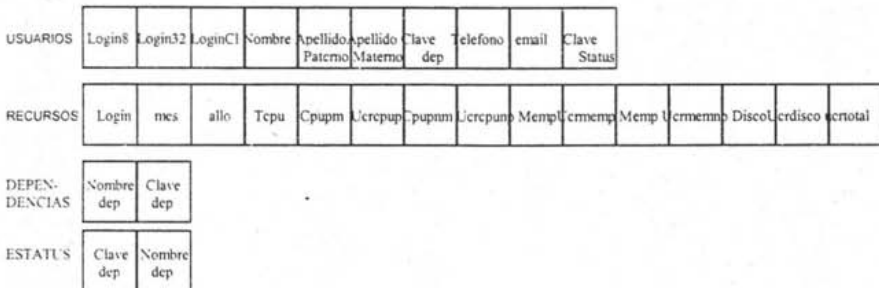 USUARIOS Login8 Login32 LoginCl Nombre Apellido Paterno Apellido Materno Clave dep Telefono email Clave Status
RECURSOS Login mes allo Tcpu Cpupm Ucrcpup Cpupnm Ucrcpunp Memp Ucrmemp Memp Ucrmemnp Disco Ucrdisco ucrtotal
DEPEN-
DENCIAS Nombre dep Clave dep
ESTATUS Clave dep Nombre dep